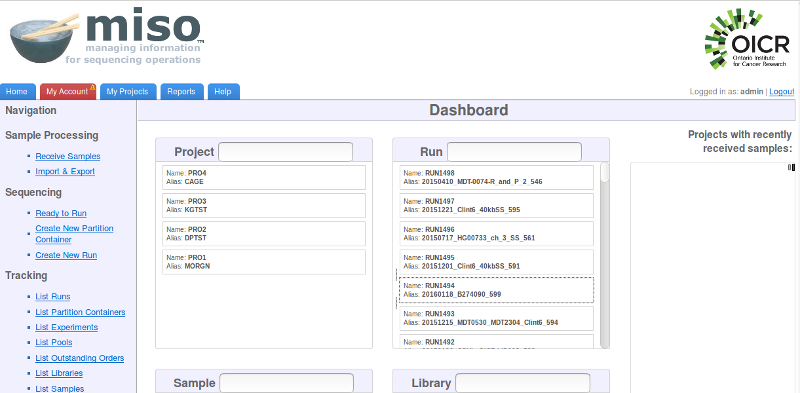 miso™
managing information
for sequencing operations
OICR
Ontario Institute
for Cancer Research
Home
My Account
My Projects
Reports
Help
Logged in as: admin | Logout
Navigation
Sample Processing
Receive Samples
Import & Export
Sequencing
Ready to Run
Create New Partition
Container
Create New Run
Tracking
List Runs
List Partition Containers
List Experiments
List Pools
List Outstanding Orders
List Libraries
List Samples
Dashboard
Project
Name: PRO4
Alias: CAGE
Name: PRO3
Alias: KGTST
Name: PRO2
Alias: DPTST
Name: PRO1
Alias: MORGN
Run
Name: RUN1498
Alias: 20150410_MDT-0074-R_and_P_2_546
Name: RUN1497
Alias: 20151221_Clint6_40kbSS_595
Name: RUN1496
Alias: 20150717_HG00733_ch_3_SS_561
Name: RUN1495
Alias: 20151201_Clint6_40kbSS_591
Name: RUN1494
Alias: 20160118_B274090_599
Name: RUN1493
Alias: 20151215_MDT0530_MDT2304_Clint6_594
Name: RUN1492
Projects with recently
received samples:
Sample
Library